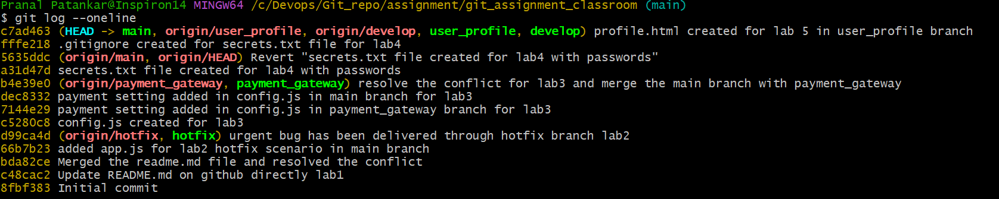 Pranal Patankar@Inspiron14 MINGW64 /c/Devops/Git_repo/assignment/git_assignment_classroom (main)
$ git log --oneline
c7ad463 (HEAD -> main, origin/user_profile, origin/develop, user_profile, develop) profile.html created for lab 5 in user_profile branch
fffe218 .gitignore created for secrets.txt file for lab4
5635ddc (origin/main, origin/HEAD) Revert "secrets.txt file created for lab4 with passwords"
a31d47d secrets.txt file created for lab4 with passwords
b4e39e0 (origin/payment_gateway, payment_gateway) resolve the conflict for lab3 and merge the main branch with payment_gateway
dec8332 payment setting added in config.js in main branch for lab3
7144e29 payment setting added in config.js in payment_gateway branch for lab3
c5280c8 config.js created for lab3
d99ca4d (origin/hotfix, hotfix) urgent bug has been delivered through hotfix branch lab2
66b7b23 added app.js for lab2 hotfix scenario in main branch
bda82ce Merged the readme.md file and resolved the conflict
c48cac2 Update README.md on github directly lab1
8fbf383 Initial commit